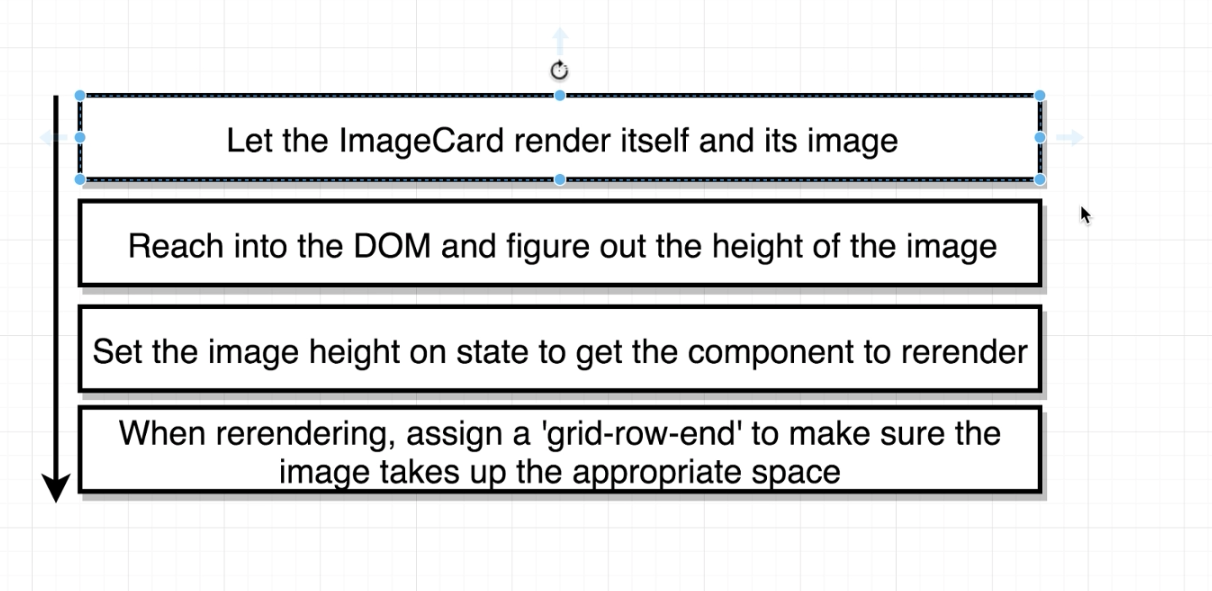 Let the ImageCard render itself and its image
Reach into the DOM and figure out the height of the image
Set the image height on state to get the component to rerender
When rerendering, assign a 'grid-row-end' to make sure the
image takes up the appropriate space